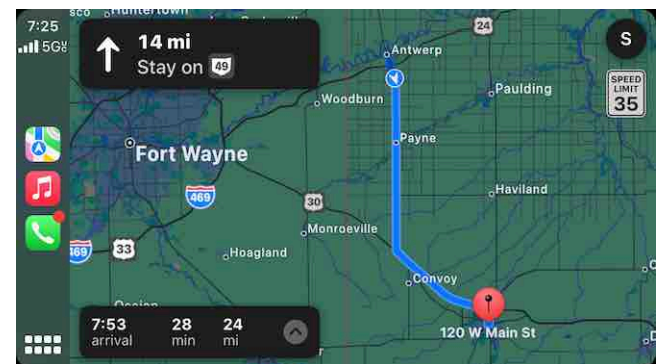 7:25
5G
14 mi
Stay on 49
Antwerp
24
S
SPEED
LIMIT
35
Woodburn
Paulding
Payne
Fort Wayne
469
30
Haviland
Monroeville
469
33
Hoagland
Convoy
120 W Main St
7:53
arrival
28
min
24
mi